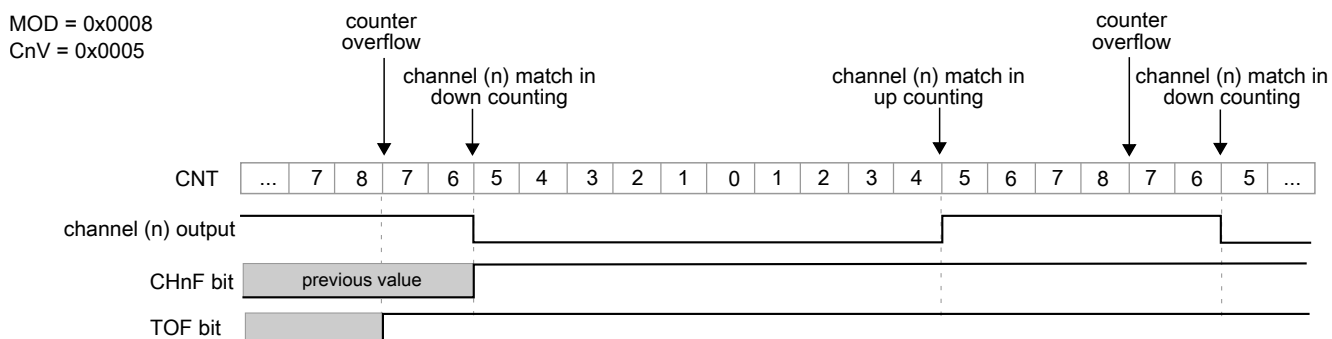 MOD = 0x0008
CnV = 0x0005
counter
overflow
channel (n) match in
down counting
channel (n) match in
up counting
counter
overflow
channel (n) match in
down counting
CNT ... 7 8 7 6 5 4 3 2 1 0 1 2 3 4 5 6 7 8 7 6 5 ...
channel (n) output
CHnF bit previous value
TOF bit